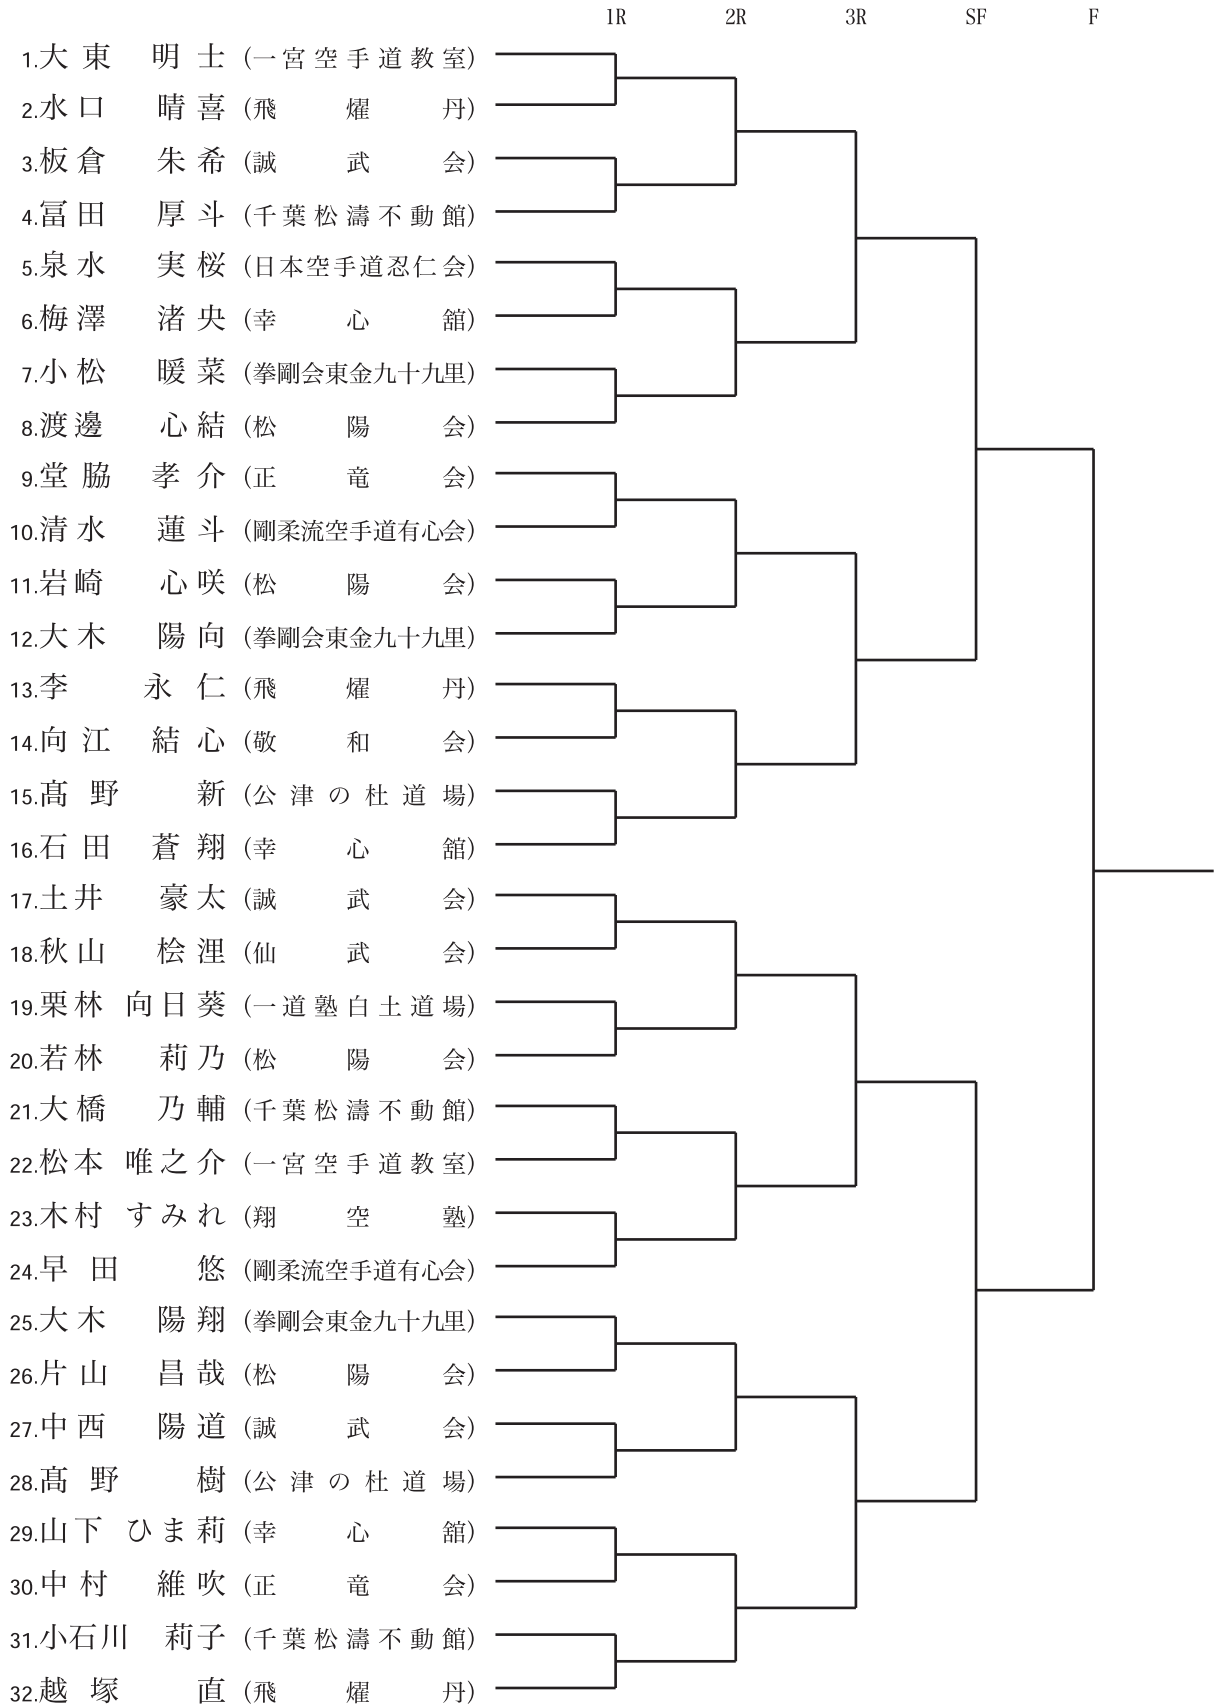 1R 2R 3R SF F
1.大東 明士 (一宮空手道教室)
2.水口 晴喜 (飛燿丹)
3.板倉 朱希 (誠武会)
4.冨田 厚斗 (千葉松濤不動館)
5.泉水 実桜 (日本空手道忍仁会)
6.梅澤 渚央 (幸心舘)
7.小松 暖菜 (拳剛会東金九十九里)
8.渡邊 心結 (松陽会)
9.堂脇 孝介 (正竜会)
10.清水 蓮斗 (剛柔流空手道有心会)
11.岩崎 心咲 (松陽会)
12.大木 陽向 (拳剛会東金九十九里)
13.李 永仁 (飛燿丹)
14.向江 結心 (敬和会)
15.髙野 新 (公津の杜道場)
16.石田 蒼翔 (幸心舘)
17.土井 豪太 (誠武会)
18.秋山 桧浬 (仙武会)
19.栗林 向日葵 (一道塾白土道場)
20.若林 莉乃 (松陽会)
21.大橋 乃輔 (千葉松濤不動館)
22.松本 唯之介 (一宮空手道教室)
23.木村 すみれ (翔空塾)
24.早田 悠 (剛柔流空手道有心会)
25.大木 陽翔 (拳剛会東金九十九里)
26.片山 昌哉 (松陽会)
27.中西 陽道 (誠武会)
28.髙野 樹 (公津の杜道場)
29.山下 ひま莉 (幸心舘)
30.中村 維吹 (正竜会)
31.小石川 莉子 (千葉松濤不動館)
32.越塚 直 (飛燿丹)